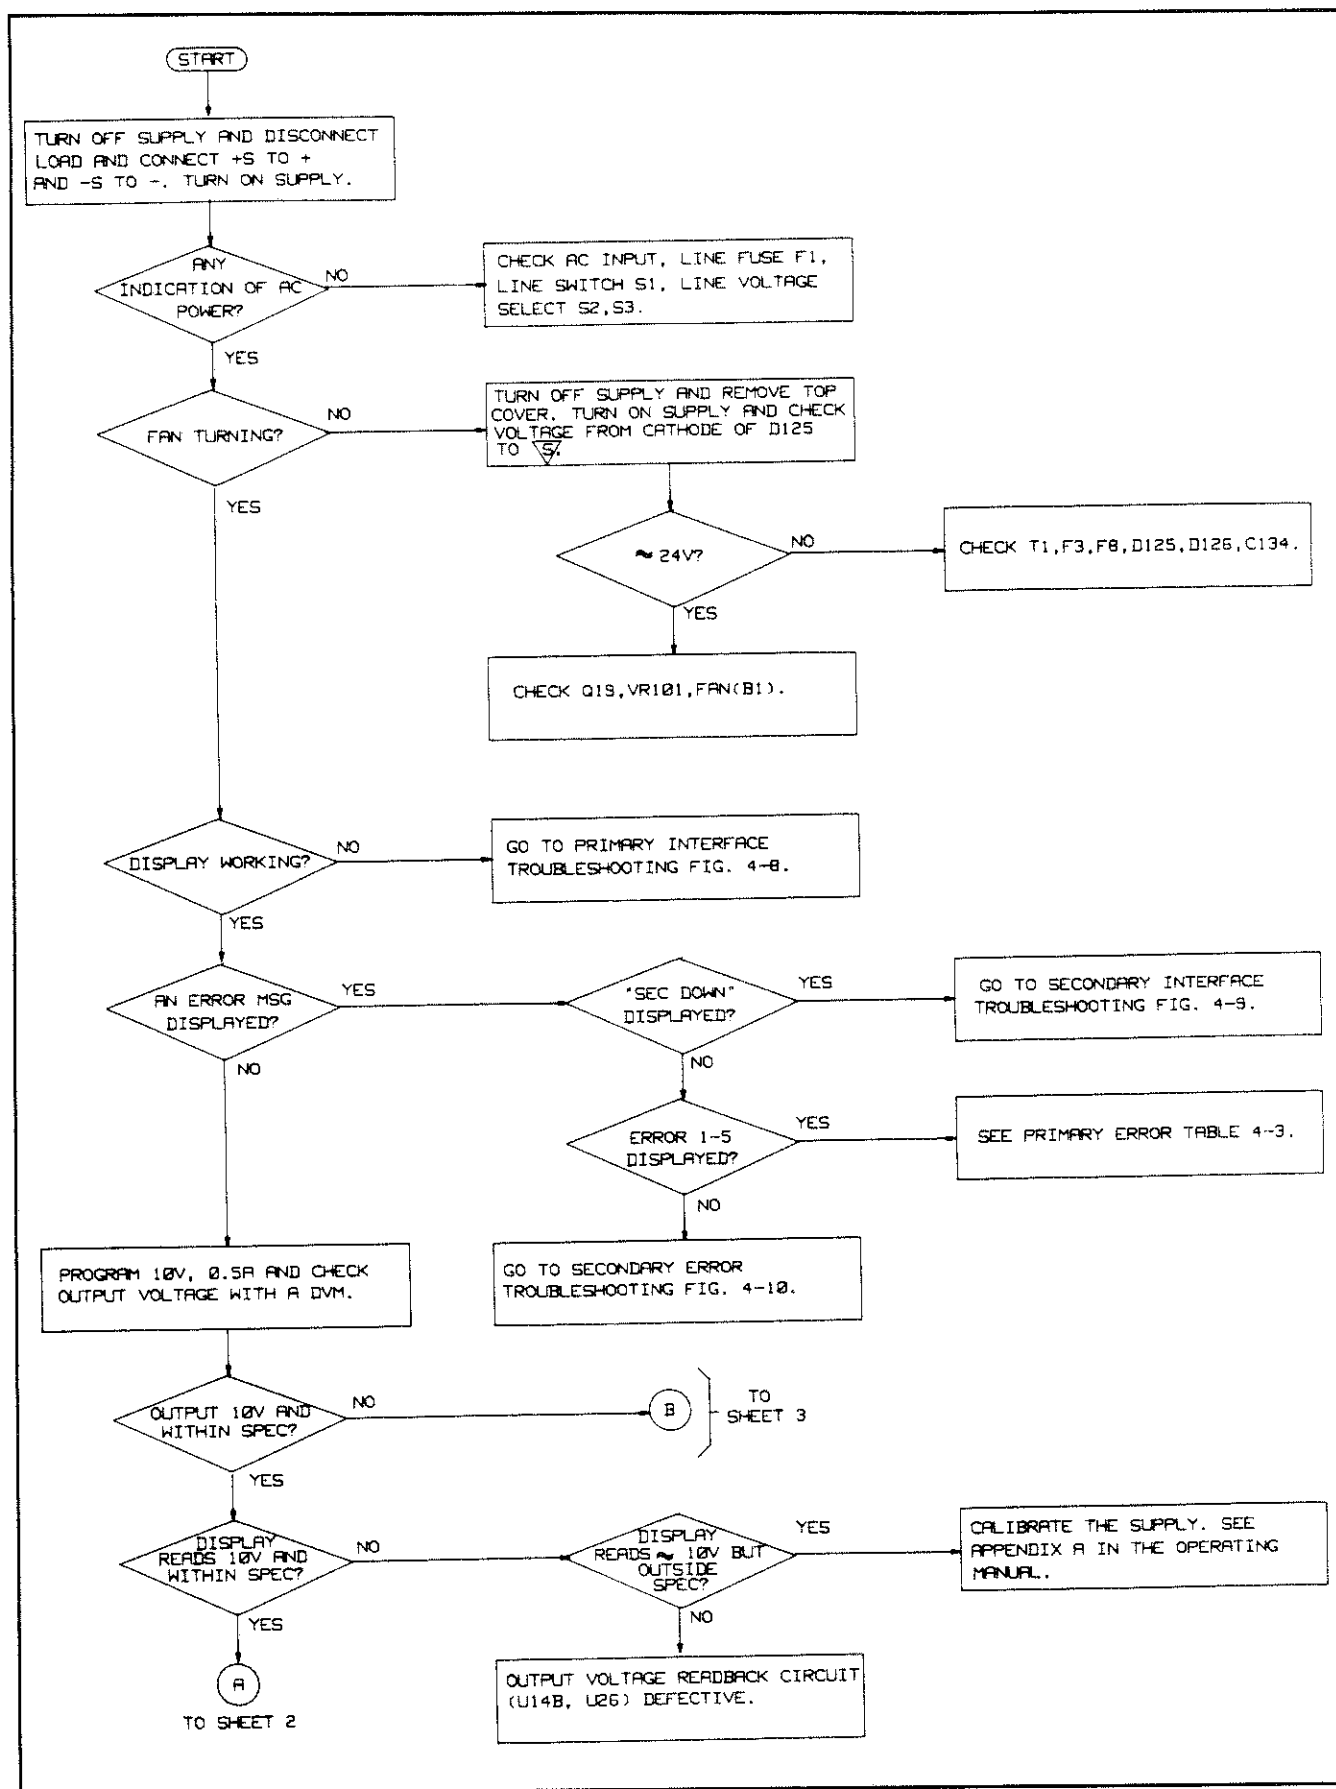 START
TURN OFF SUPPLY AND DISCONNECT
LOAD AND CONNECT +S TO +
AND -S TO -. TURN ON SUPPLY.
ANY
INDICATION OF AC
POWER?
NO
CHECK AC INPUT, LINE FUSE F1,
LINE SWITCH S1, LINE VOLTAGE
SELECT S2,S3.
YES
FAN TURNING?
NO
TURN OFF SUPPLY AND REMOVE TOP
COVER. TURN ON SUPPLY AND CHECK
VOLTAGE FROM CATHODE OF D125
TO S.
YES
≈ 24V?
NO
CHECK T1,F3,F8,D125,D126,C134.
YES
CHECK Q19,VR101,FAN(B1).
DISPLAY WORKING?
NO
GO TO PRIMARY INTERFACE
TROUBLESHOOTING FIG. 4-8.
YES
AN ERROR MSG
DISPLAYED?
YES
"SEC DOWN"
DISPLAYED?
YES
GO TO SECONDARY INTERFACE
TROUBLESHOOTING FIG. 4-9.
NO
NO
ERROR 1-5
DISPLAYED?
YES
SEE PRIMARY ERROR TABLE 4-3.
NO
GO TO SECONDARY ERROR
TROUBLESHOOTING FIG. 4-10.
PROGRAM 10V, 0.5A AND CHECK
OUTPUT VOLTAGE WITH A DVM.
OUTPUT 10V AND
WITHIN SPEC?
NO
B
TO
SHEET 3
YES
DISPLAY
READS 10V AND
WITHIN SPEC?
NO
DISPLAY
READS ≈ 10V BUT
OUTSIDE
SPEC?
YES
CALIBRATE THE SUPPLY. SEE
APPENDIX A IN THE OPERATING
MANUAL.
YES
NO
A
TO SHEET 2
OUTPUT VOLTAGE READBACK CIRCUIT
(U14B, U26) DEFECTIVE.